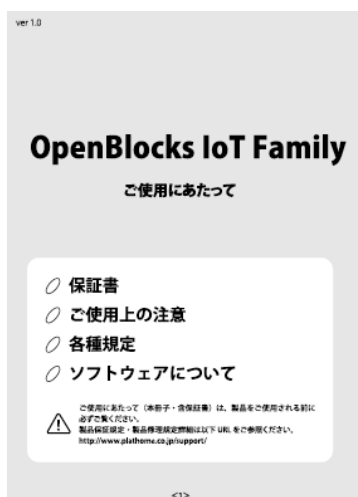 ver 1.0
OpenBlocks IoT Family
ご使用にあたって
保証書
ご使用上の注意
各種規定
ソフトウェアについて
ご使用にあたって（本冊子・含保証書）は、製品をご使用される前に
必ずご覧ください。
製品保証規定・製品修理規定詳細は以下 URL をご参照ください。
http://www.plathome.co.jp/support/
<1>